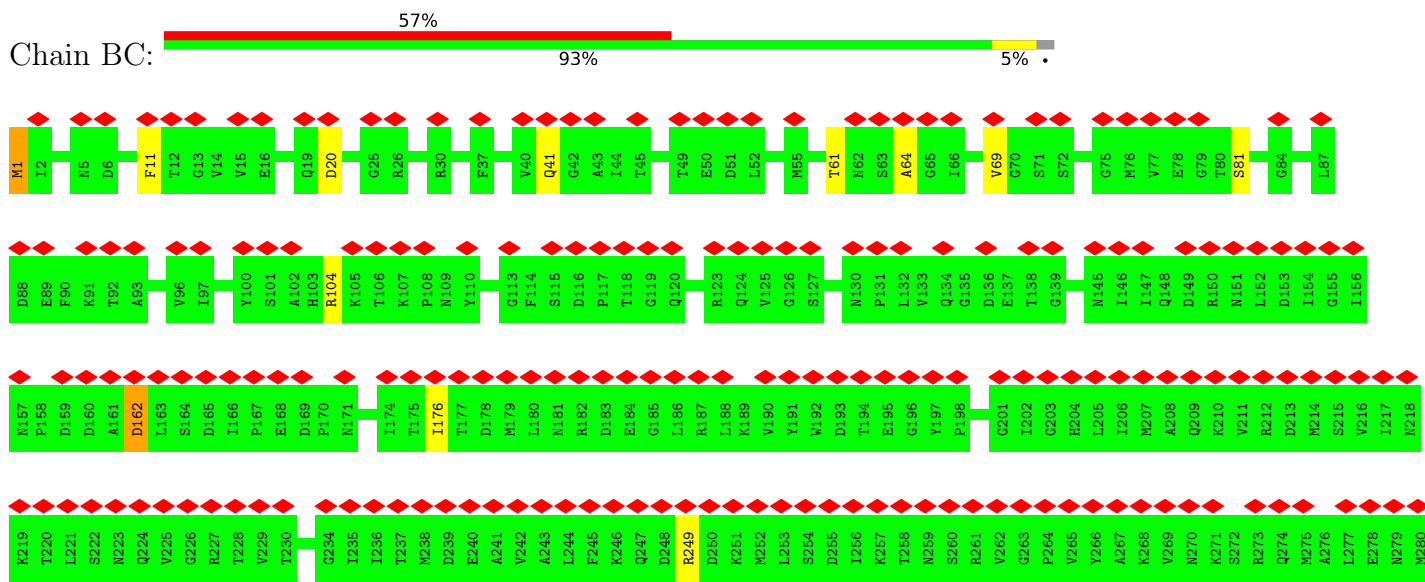 57%
Chain BC:
93% 5% •
M1 I2 N5 D6 F11 T12 G13 V14 V15 E16 Q19 D20 G25 R26 R30 F37 V40 Q41 G42 A43 I44 T45 T49 E50 D51 L52 M55 T61 N62 S63 A64 G65 I66 V69 G70 S71 S72 G75 M76 V77 E78 G79 T80 S81 G84 L87
D88 E89 F90 K91 T92 A93 V96 I97 Y100 S101 A102 H103 R104 K105 T106 K107 P108 N109 Y110 G113 F114 S115 D116 P117 T118 G119 Q120 R123 Q124 V125 G126 S127 N130 P131 L132 V133 Q134 G135 D136 E137 T138 G139 N145 I146 I147 Q148 D149 R150 N151 L152 D153 I154 G155 I156
N157 P158 D159 D160 A161 D162 L163 S164 D165 I166 P167 E168 D169 P170 N171 I174 T175 I176 T177 D178 M179 L180 N181 R182 D183 E184 G185 L186 R187 L188 K189 V190 Y191 W192 D193 T194 E195 G196 Y197 P198 G201 I202 G203 H204 L205 I206 M207 A208 Q209 K210 V211 R212 D213 M214 S215 V216 I217 N218
K219 T220 L221 S222 N223 Q224 V225 G226 R227 T228 V229 T230 G234 I235 I236 T237 M238 D239 E240 A241 V242 A243 L244 F245 K246 Q247 D248 R249 D250 K251 M252 L253 S254 D255 I256 K257 T258 N259 S260 R261 V262 G263 P264 V265 Y266 A267 K268 V269 N270 K271 S272 R273 Q274 M275 A276 L277 E278 N279 M280